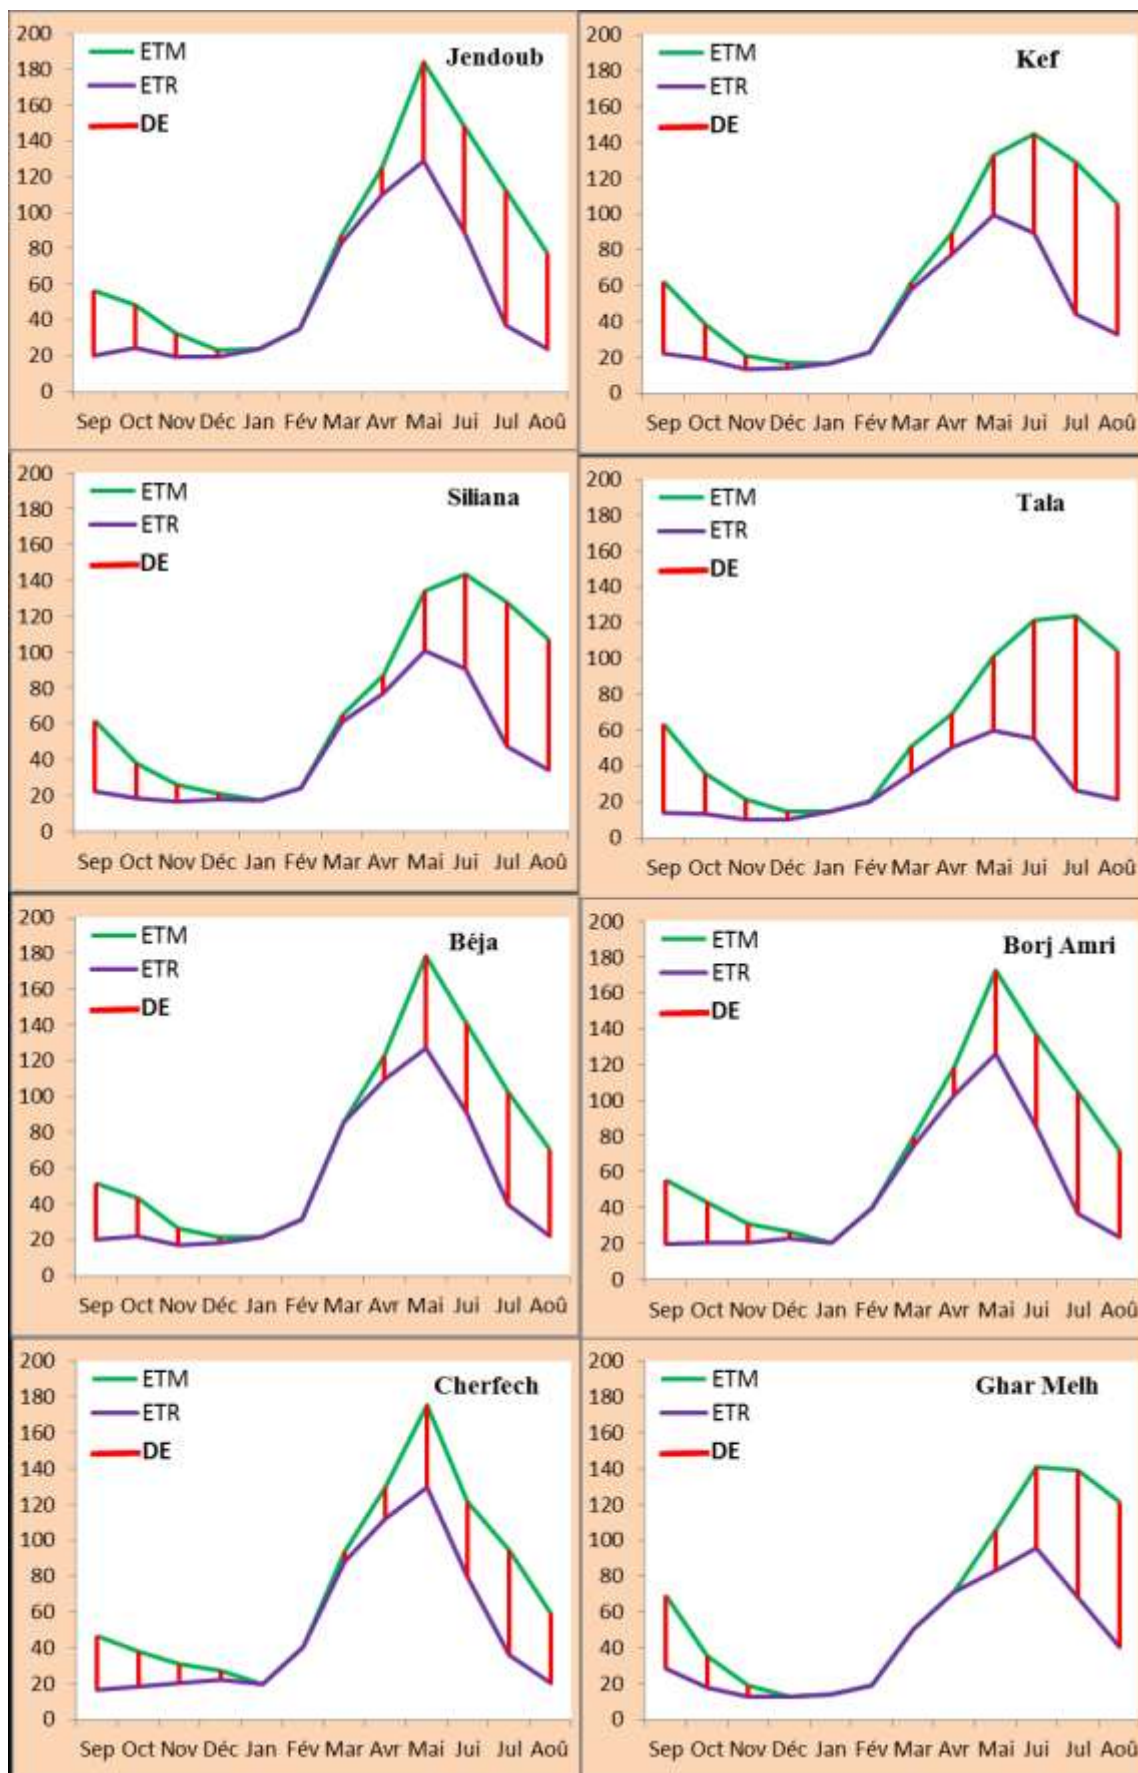 200
180
160
140
120
100
80
60
40
20
0
ETM
ETR
DE
Jendoub
Sep Oct Nov Déc Jan Fév Mar Avr Mai Jui Jul Aoû
200
180
160
140
120
100
80
60
40
20
0
ETM
ETR
DE
Kef
Sep Oct Nov Déc Jan Fév Mar Avr Mai Jui Jul Aoû
200
180
160
140
120
100
80
60
40
20
0
ETM
ETR
DE
Siliana
Sep Oct Nov Déc Jan Fév Mar Avr Mai Jui Jul Aoû
200
180
160
140
120
100
80
60
40
20
0
ETM
ETR
DE
Tala
Sep Oct Nov Déc Jan Fév Mar Avr Mai Jui Jul Aoû
200
180
160
140
120
100
80
60
40
20
0
ETM
ETR
DE
Béja
Sep Oct Nov Déc Jan Fév Mar Avr Mai Jui Jul Aoû
200
180
160
140
120
100
80
60
40
20
0
ETM
ETR
DE
Borj Amri
Sep Oct Nov Déc Jan Fév Mar Avr Mai Jui Jul Aoû
200
180
160
140
120
100
80
60
40
20
0
ETM
ETR
DE
Cherfech
Sep Oct Nov Déc Jan Fév Mar Avr Mai Jui Jul Aoû
200
180
160
140
120
100
80
60
40
20
0
ETM
ETR
DE
Ghar Melh
Sep Oct Nov Déc Jan Fév Mar Avr Mai Jui Jul Aoû